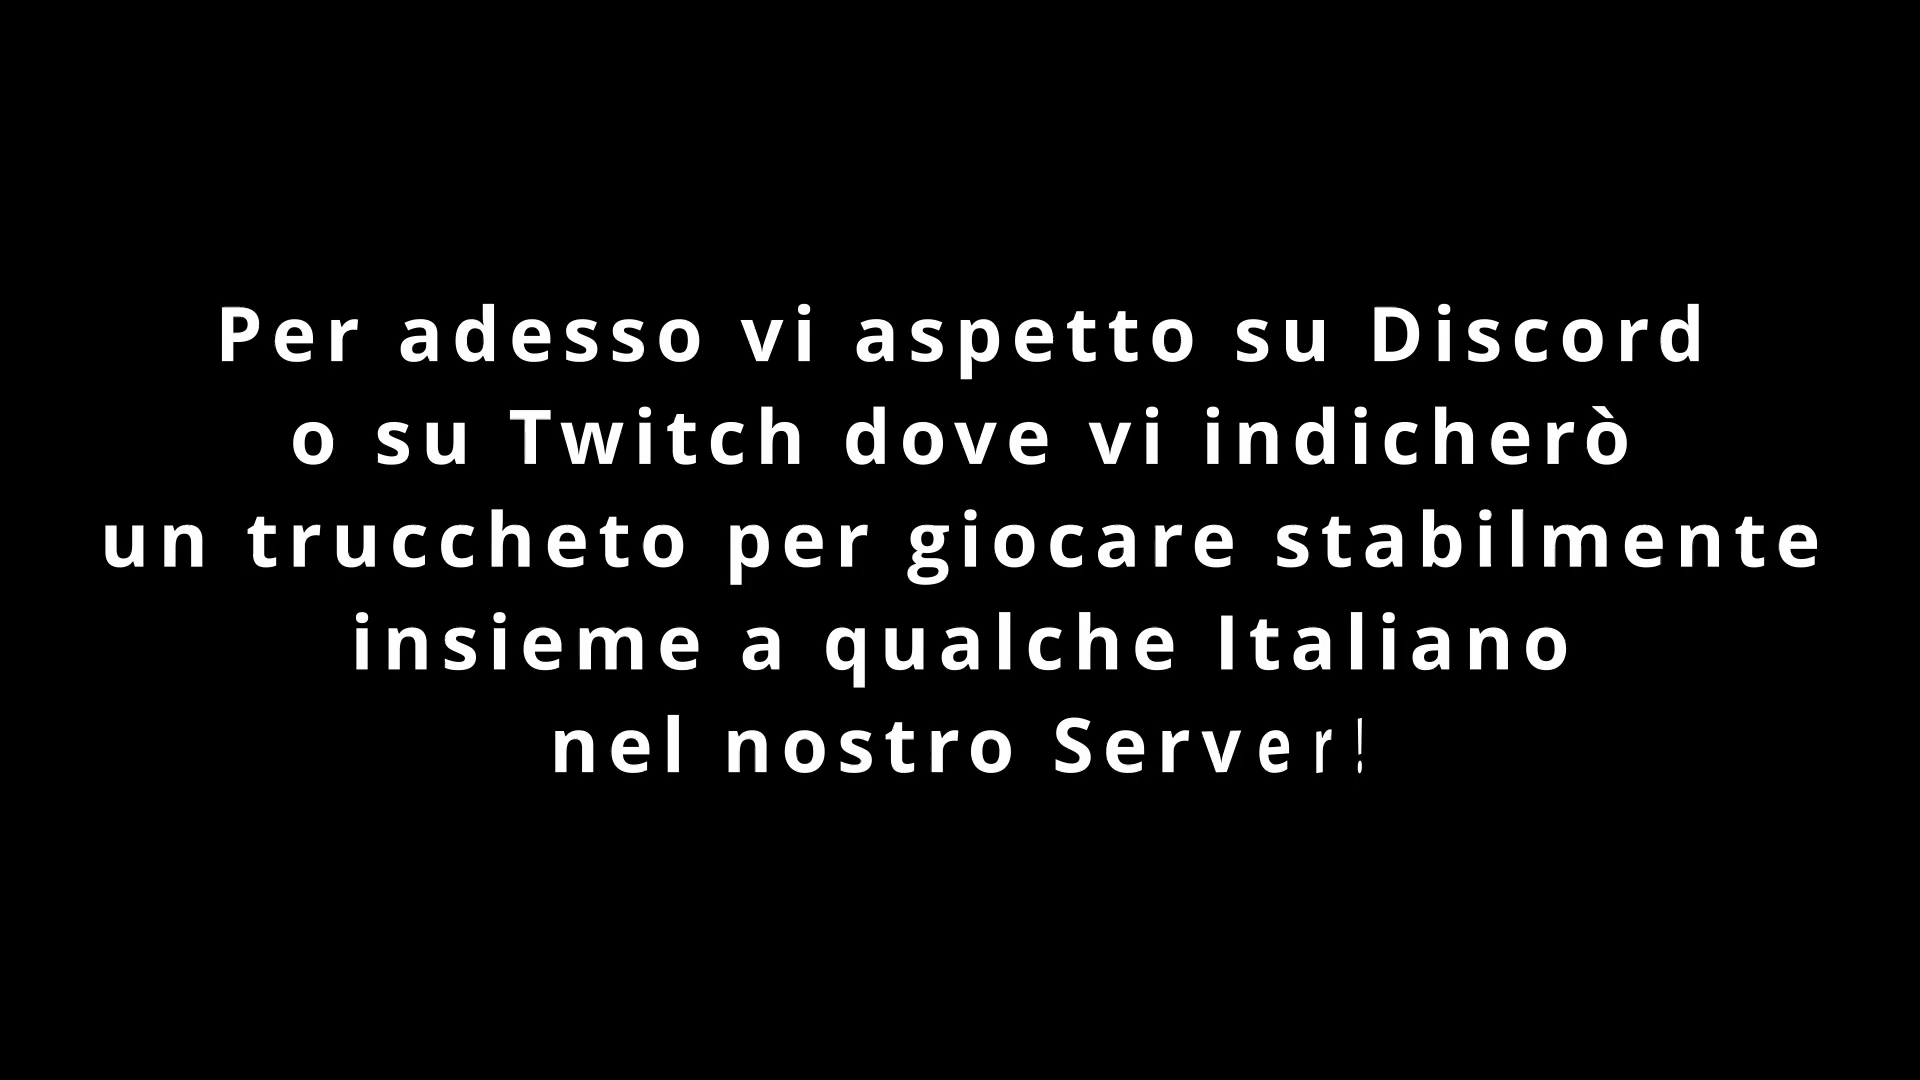 Per adesso vi aspetto su Discord
o su Twitch dove vi indicherò
un truccheto per giocare stabilmente
insieme a qualche Italiano
nel nostro Server!